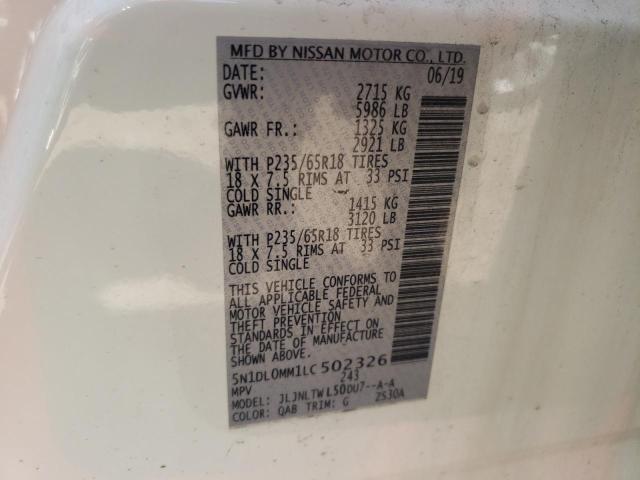 MFD BY NISSAN MOTOR CO., LTD.
DATE: 06/19
GVWR: 2715 KG
5986 LB
GAWR FR.: 1325 KG
2921 LB
WITH P235/65R18 TIRES
18 X 7.5 RIMS AT 33 PSI
COLD SINGLE
GAWR RR.: 1415 KG
3120 LB
WITH P235/65R18 TIRES
18 X 7.5 RIMS AT 33 PSI
COLD SINGLE
THIS VEHICLE CONFORMS TO
ALL APPLICABLE FEDERAL
MOTOR VEHICLE SAFETY AND
THEFT PREVENTION
STANDARDS IN EFFECT ON
THE DATE OF MANUFACTURE
SHOWN ABOVE.
5N1DL0MM1LC502326
MPV 243
MODEL: JLJNLTWL50DU7--A-A
COLOR: QAB TRIM: G ZS30A